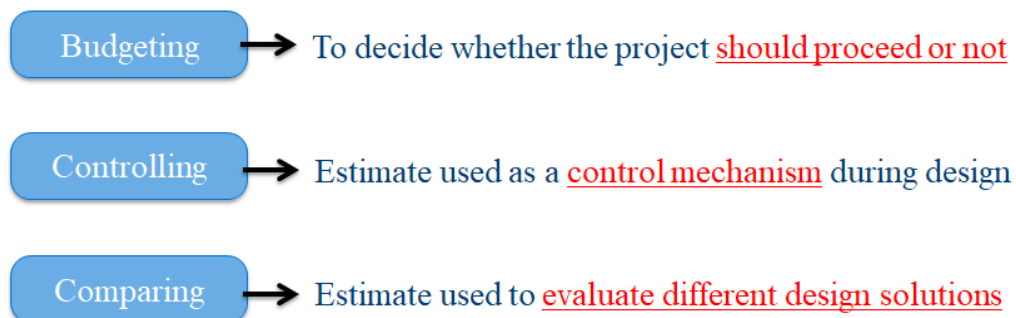 Budgeting To decide whether the project should proceed or not
Controlling Estimate used as a control mechanism during design
Comparing Estimate used to evaluate different design solutions